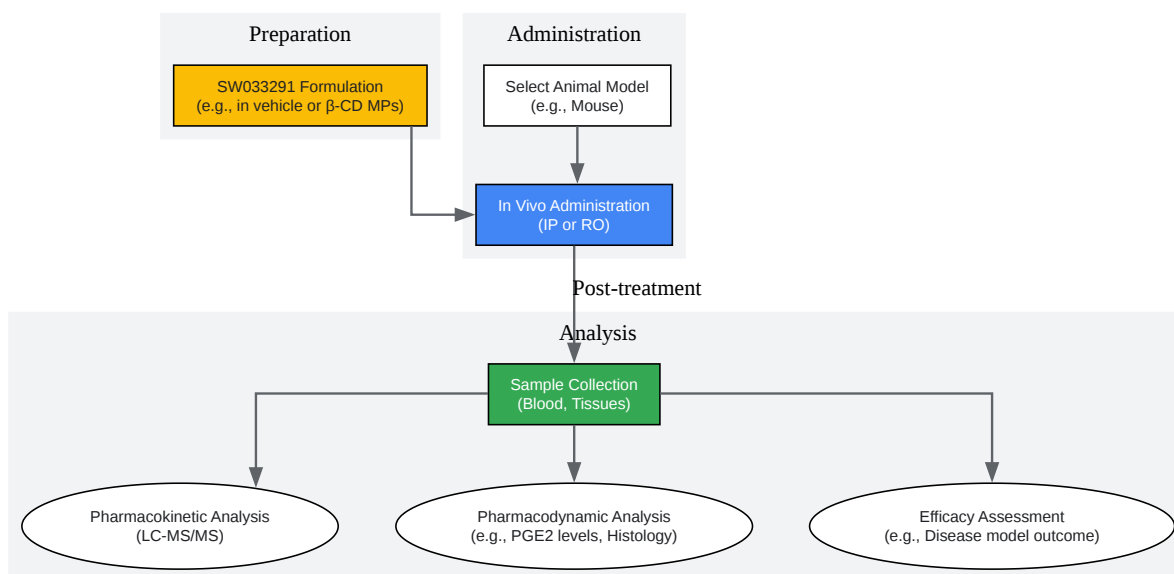 Preparation
Administration
SW033291 Formulation
(e.g., in vehicle or β-CD MPs)
Select Animal Model
(e.g., Mouse)
In Vivo Administration
(IP or RO)
Post-treatment
Analysis
Sample Collection
(Blood, Tissues)
Pharmacokinetic Analysis
(LC-MS/MS)
Pharmacodynamic Analysis
(e.g., PGE2 levels, Histology)
Efficacy Assessment
(e.g., Disease model outcome)